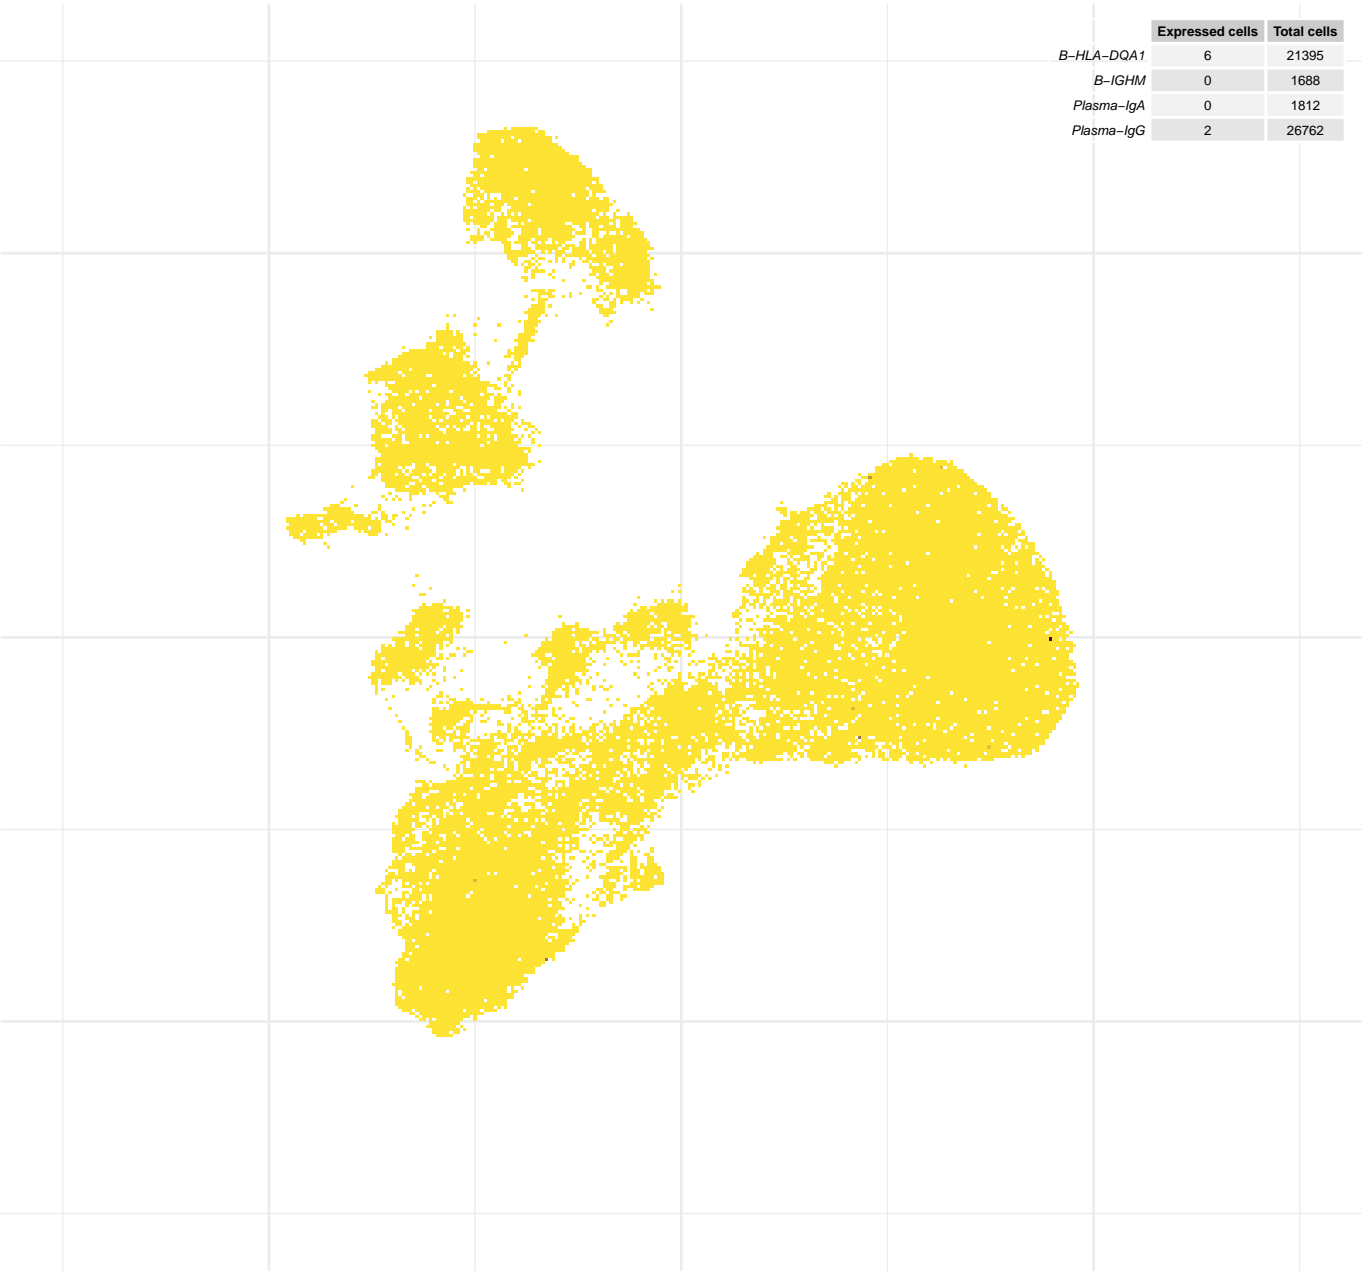 Expressed cells Total cells
B−HLA−DQA1 6 21395
B−IGHM 0 1688
Plasma−IgA 0 1812
Plasma−IgG 2 26762